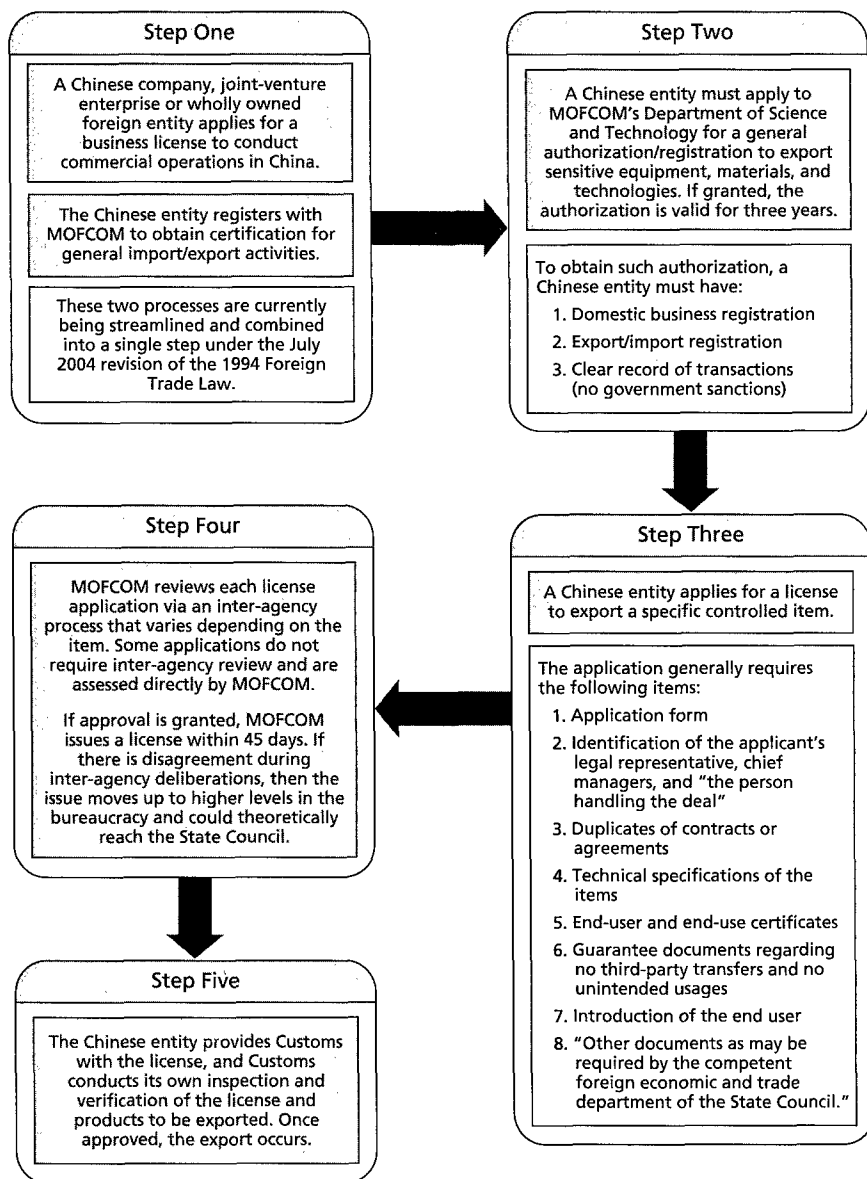 Step One
A Chinese company, joint-venture
enterprise or wholly owned
foreign entity applies for a
business license to conduct
commercial operations in China.
The Chinese entity registers with
MOFCOM to obtain certification for
general import/export activities.
These two processes are currently
being streamlined and combined
into a single step under the July
2004 revision of the 1994 Foreign
Trade Law.
Step Two
A Chinese entity must apply to
MOFCOM's Department of Science
and Technology for a general
authorization/registration to export
sensitive equipment, materials, and
technologies. If granted, the
authorization is valid for three years.
To obtain such authorization, a
Chinese entity must have:
1. Domestic business registration
2. Export/import registration
3. Clear record of transactions
(no government sanctions)
Step Three
A Chinese entity applies for a license
to export a specific controlled item.
The application generally requires
the following items:
1. Application form
2. Identification of the applicant's
legal representative, chief
managers, and "the person
handling the deal"
3. Duplicates of contracts or
agreements
4. Technical specifications of the
items
5. End-user and end-use certificates
6. Guarantee documents regarding
no third-party transfers and no
unintended usages
7. Introduction of the end user
8. "Other documents as may be
required by the competent
foreign economic and trade
department of the State Council."
Step Four
MOFCOM reviews each license
application via an inter-agency
process that varies depending on the
item. Some applications do not
require inter-agency review and are
assessed directly by MOFCOM.
If approval is granted, MOFCOM
issues a license within 45 days. If
there is disagreement during
inter-agency deliberations, then the
issue moves up to higher levels in the
bureaucracy and could theoretically
reach the State Council.
Step Five
The Chinese entity provides Customs
with the license, and Customs
conducts its own inspection and
verification of the license and
products to be exported. Once
approved, the export occurs.